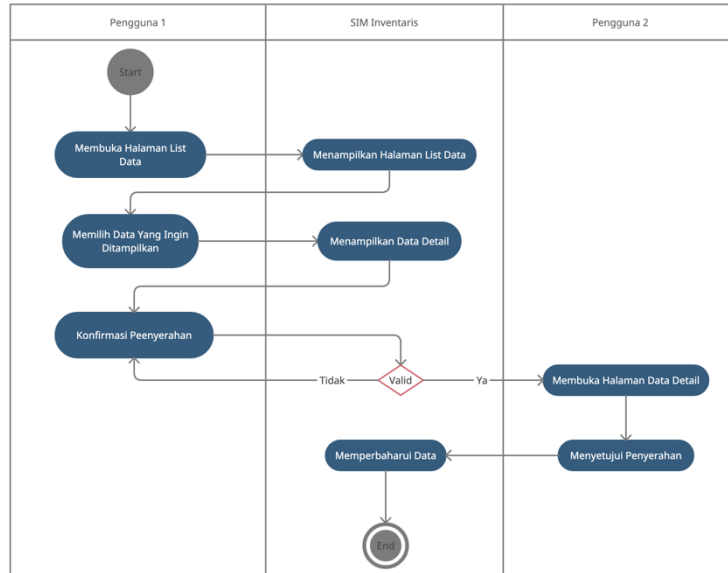 Pengguna 1
SIM Inventaris
Pengguna 2
Start
Membuka Halaman List
Data
Menampilkan Halaman List Data
Memilih Data Yang Ingin
Ditampilkan
Menampilkan Data Detail
Konfirmasi Peenyerahan
Tidak
Valid
Ya
Membuka Halaman Data Detail
Memperbaharui Data
Menyetujui Penyerahan
End